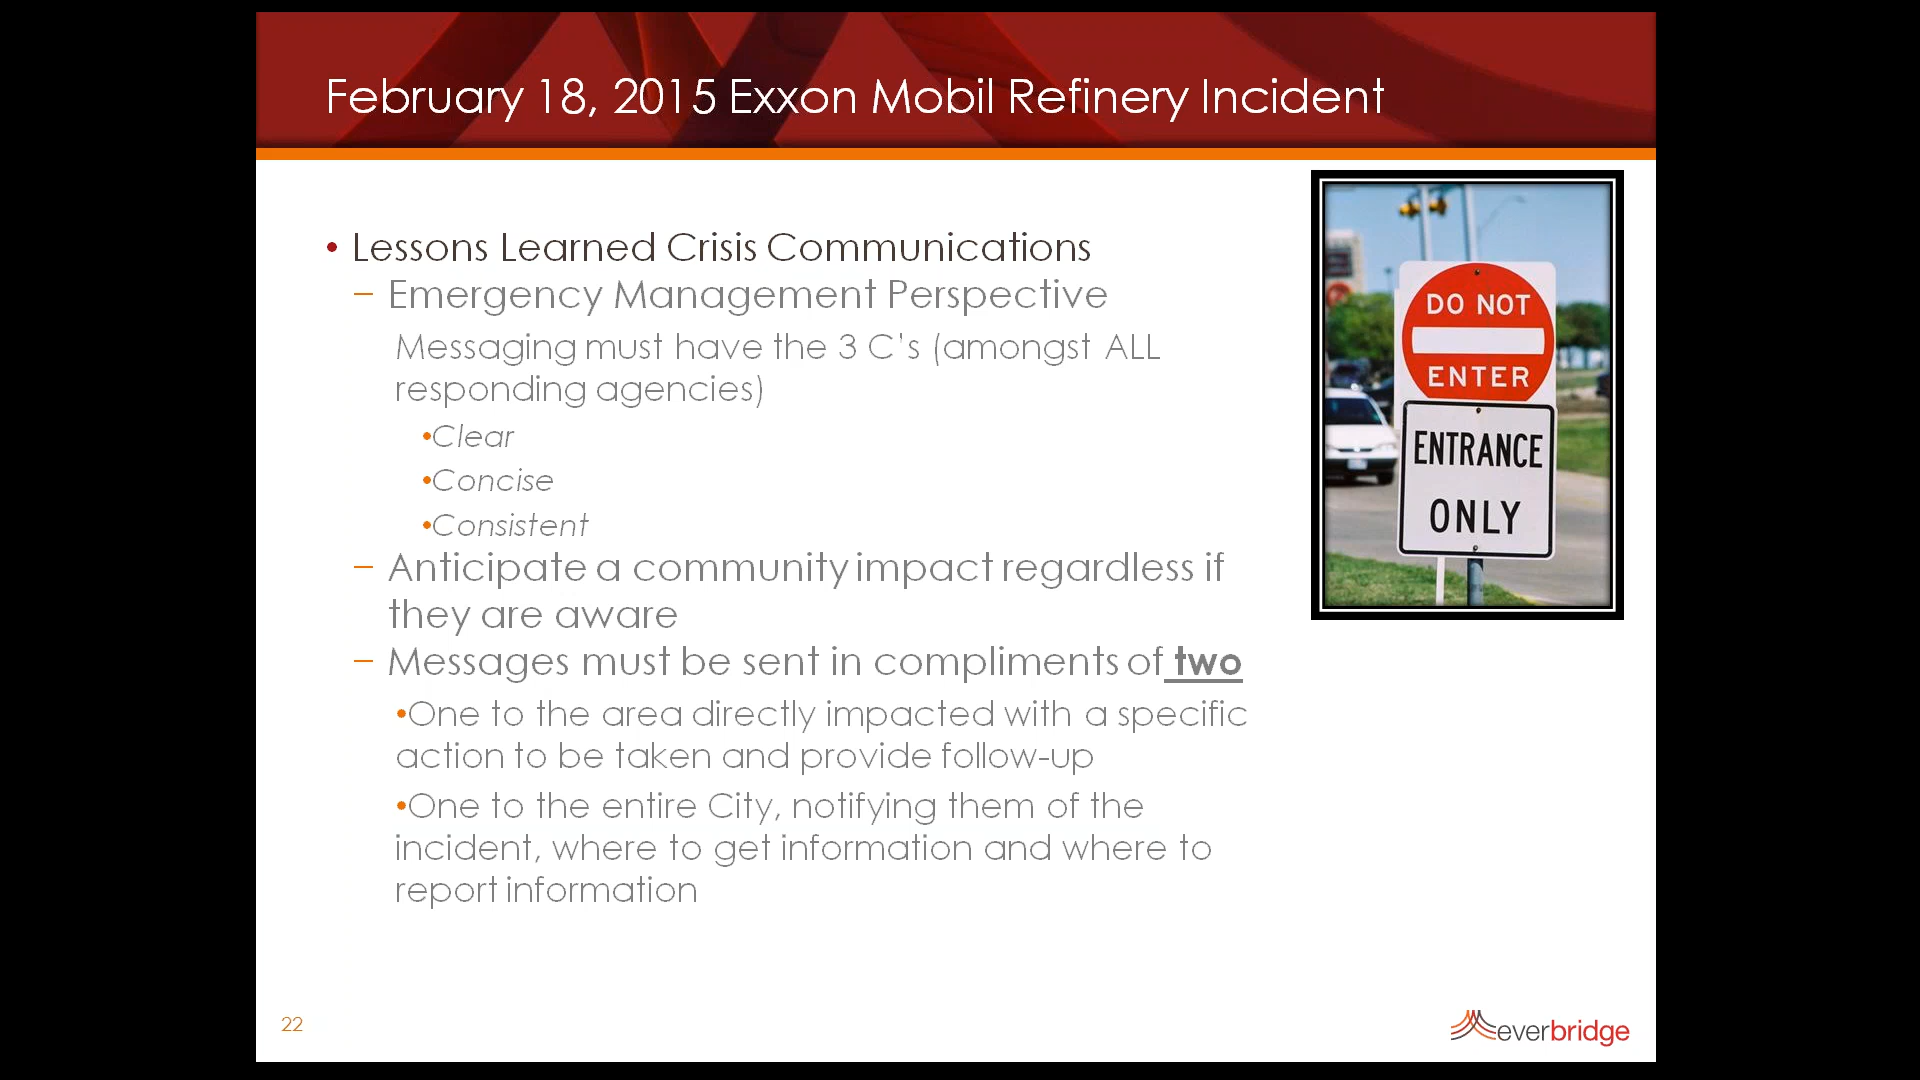 February 18, 2015 Exxon Mobil Refinery Incident
• Lessons Learned Crisis Communications
– Emergency Management Perspective
Messaging must have the 3 C's (amongst ALL
responding agencies)
•Clear
•Concise
•Consistent
– Anticipate a community impact regardless if
they are aware
– Messages must be sent in compliments of two
•One to the area directly impacted with a specific
action to be taken and provide follow-up
•One to the entire City, notifying them of the
incident, where to get information and where to
report information
DO NOT
ENTER
ENTRANCE
ONLY
22
everbridge